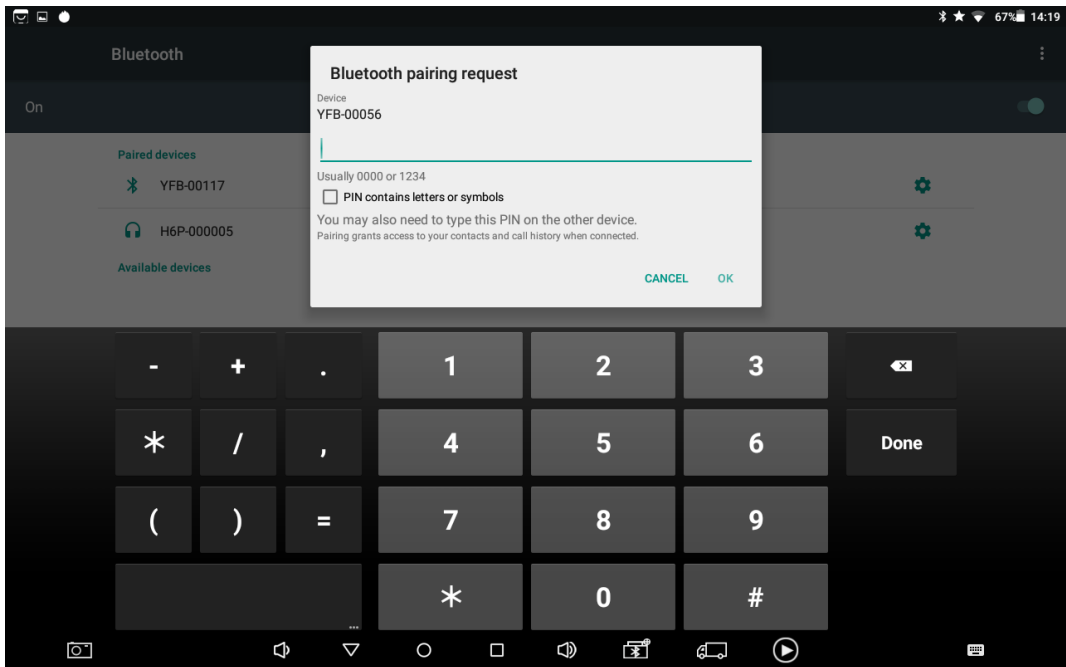 67% 14:19
Bluetooth
On
Bluetooth pairing request
Device
YFB-00056
Usually 0000 or 1234
PIN contains letters or symbols
You may also need to type this PIN on the other device.
Pairing grants access to your contacts and call history when connected.
CANCEL OK
Paired devices
YFB-00117
H6P-000005
Available devices
- + . 1 2 3
* / , 4 5 6 Done
( ) = 7 8 9
... * 0 #